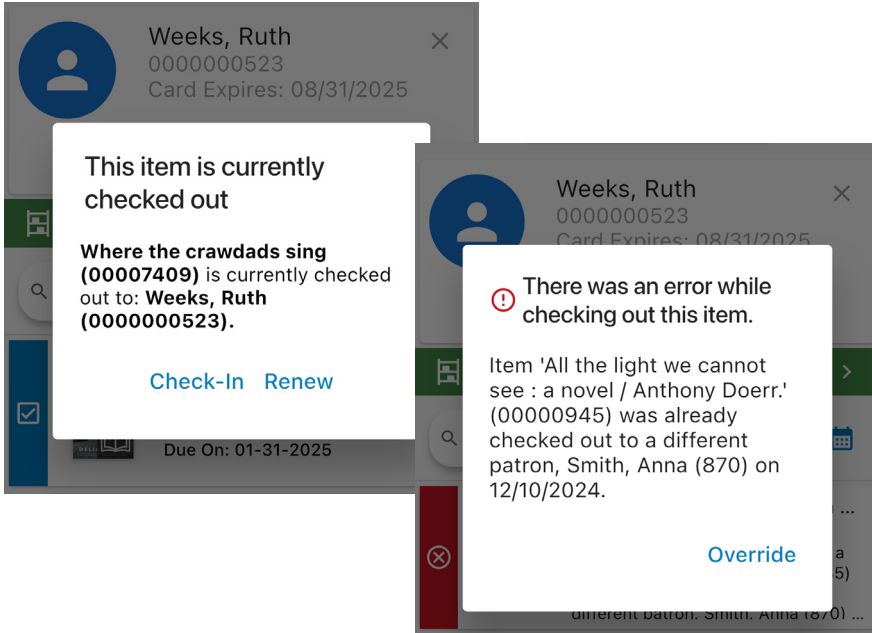 Weeks, Ruth
0000000523
Card Expires: 08/31/2025
This item is currently
checked out
Where the crawdads sing
(00007409) is currently checked
out to: Weeks, Ruth
(0000000523).
Check-In Renew
DELIA
Due On: 01-31-2025
Weeks, Ruth
0000000523
Card Expires: 08/31/2025
There was an error while
checking out this item.
Item 'All the light we cannot
see : a novel / Anthony Doerr.'
(00000945) was already
checked out to a different
patron, Smith, Anna (870) on
12/10/2024.
Override
...
a
5)
different patron, Smith, Anna (870) ...